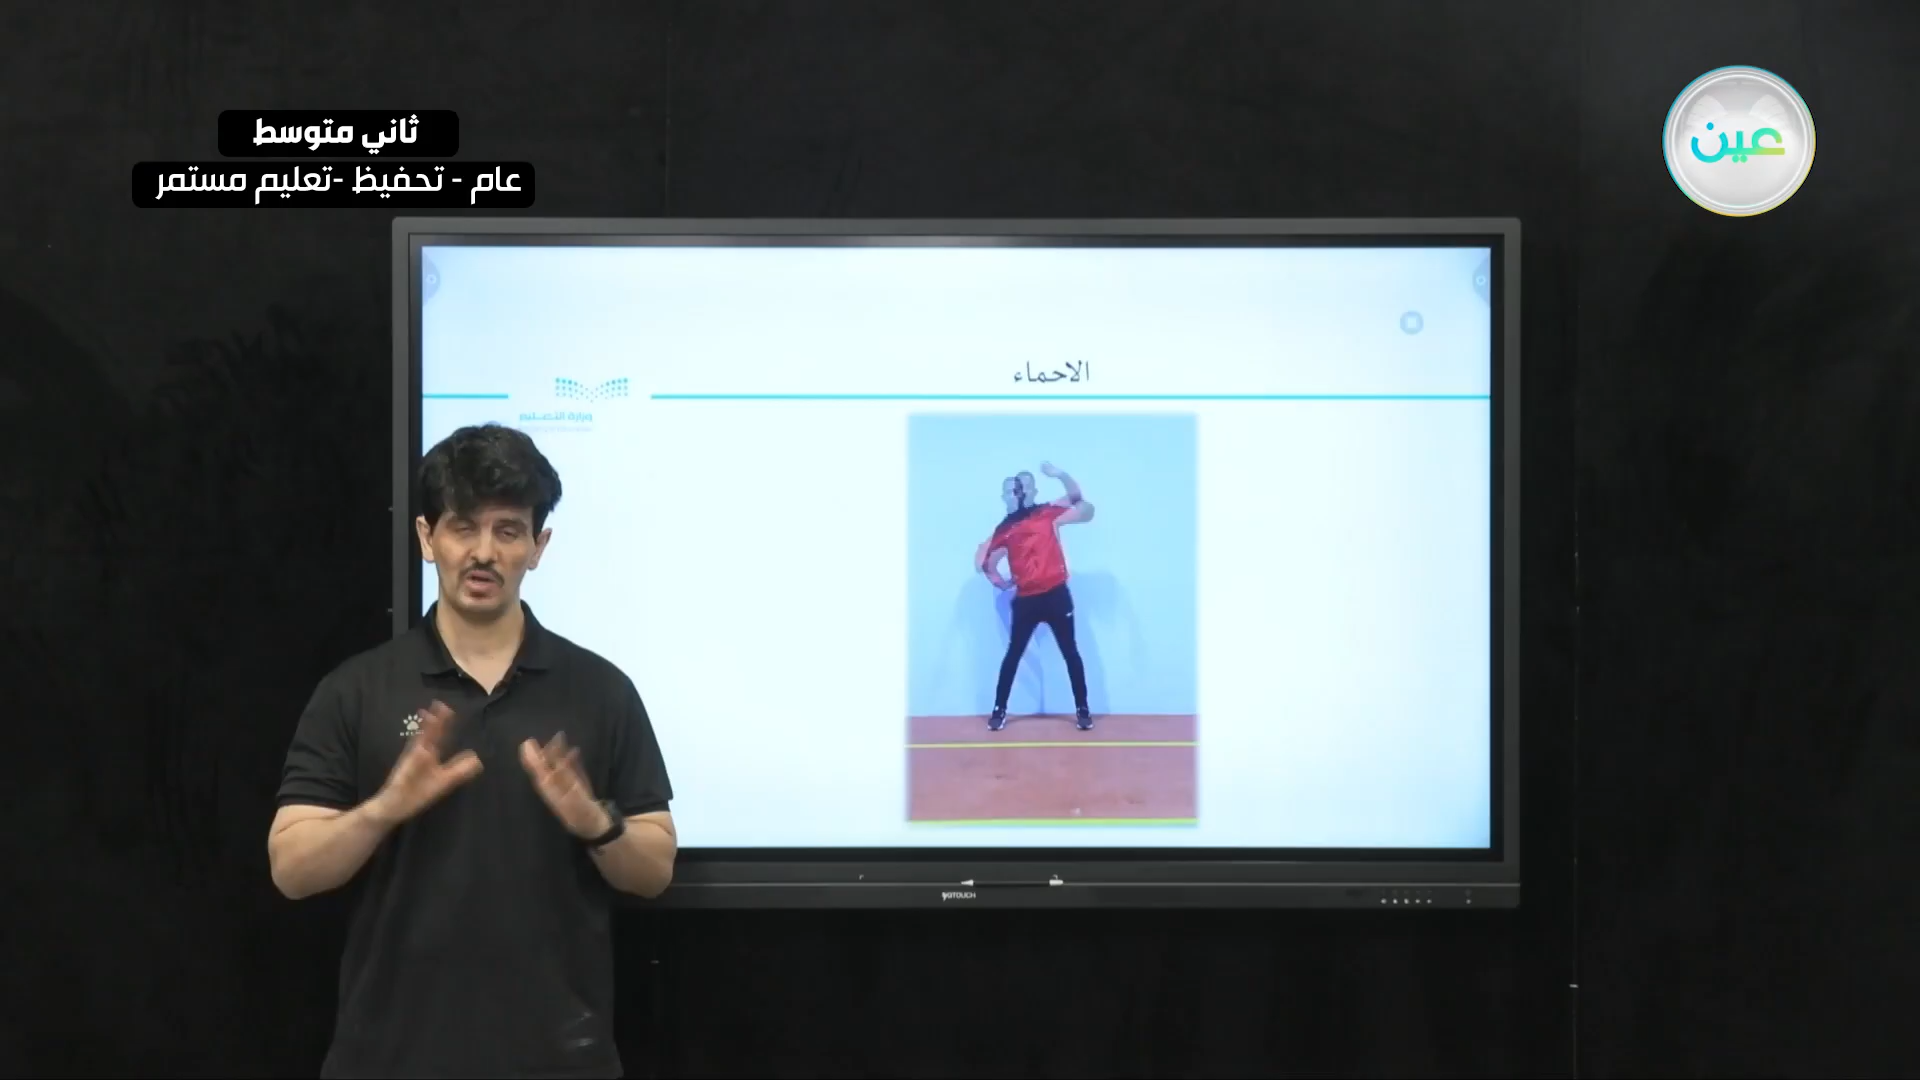 ثاني متوسط
عام - تحفيظ -تعليم مستمر
عين
الاحماء
وزارة التعليم